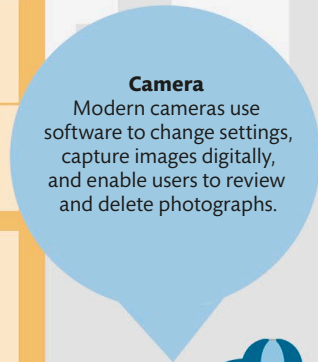 Camera
Modern cameras use
software to change settings,
capture images digitally,
and enable users to review
and delete photographs.